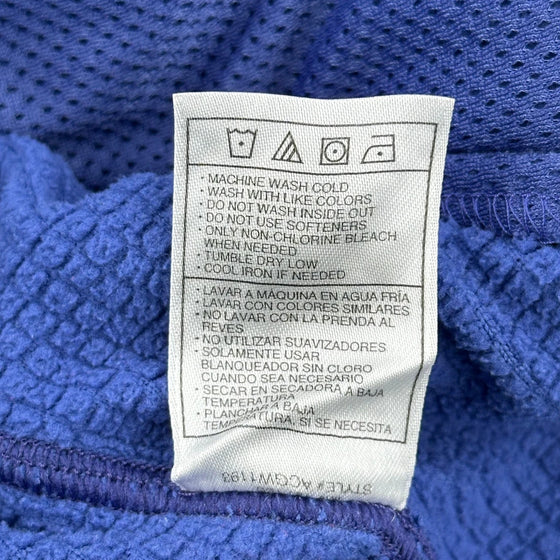 • MACHINE WASH COLD
• WASH WITH LIKE COLORS
• DO NOT WASH INSIDE OUT
• DO NOT USE SOFTENERS
• ONLY NON-CHLORINE BLEACH
WHEN NEEDED
• TUMBLE DRY LOW
• COOL IRON IF NEEDED
• LAVAR A MAQUINA EN AGUA FRÍA
• LAVAR CON COLORES SIMILARES
• NO LAVAR CON LA PRENDA AL
REVES
• NO UTILIZAR SUAVIZADORES
• SOLAMENTE USAR
BLANQUEADOR SIN CLORO
CUANDO SEA NECESARIO
• SECAR EN SECADORA A BAJA
TEMPERATURA
• PLANCHAR A BAJA
TEMPERATURA, SI SE NECESITA
STYLE# ACGW1193